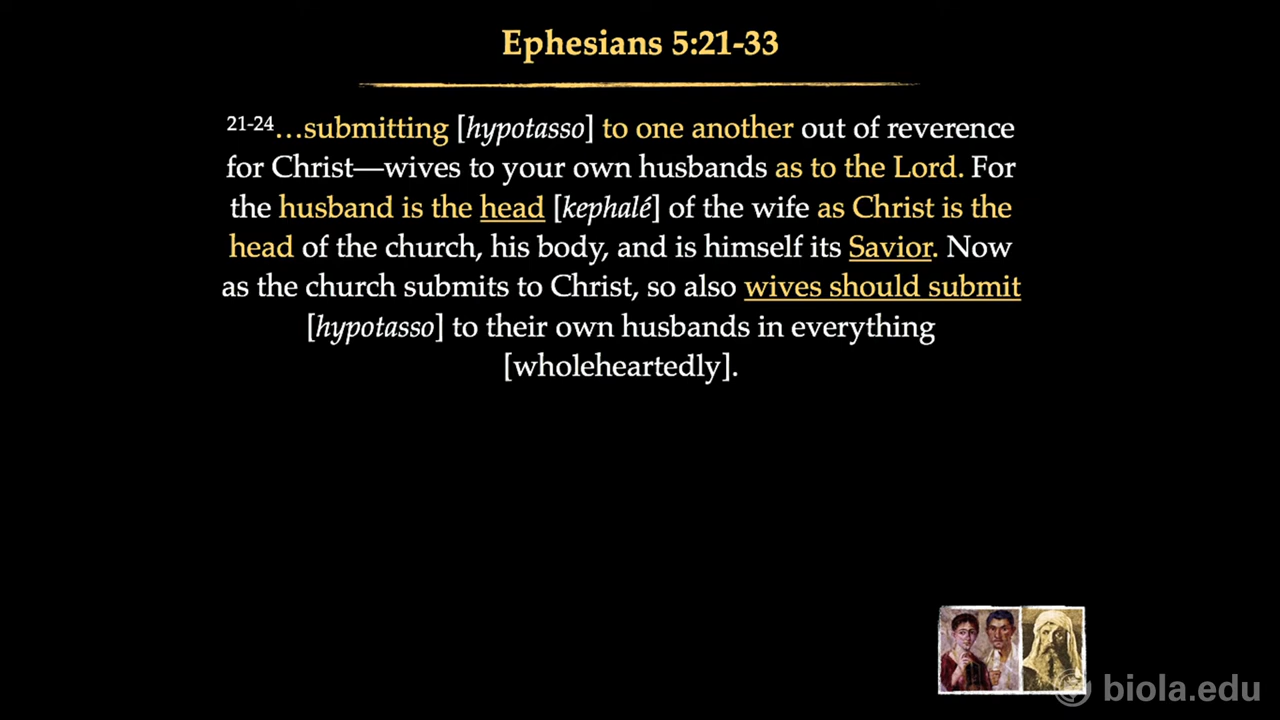 Ephesians 5:21-33
21-24…submitting [hypotasso] to one another out of reverence
for Christ—wives to your own husbands as to the Lord. For
the husband is the head [kephalé] of the wife as Christ is the
head of the church, his body, and is himself its Savior. Now
as the church submits to Christ, so also wives should submit
[hypotasso] to their own husbands in everything
[wholeheartedly].
biola.edu